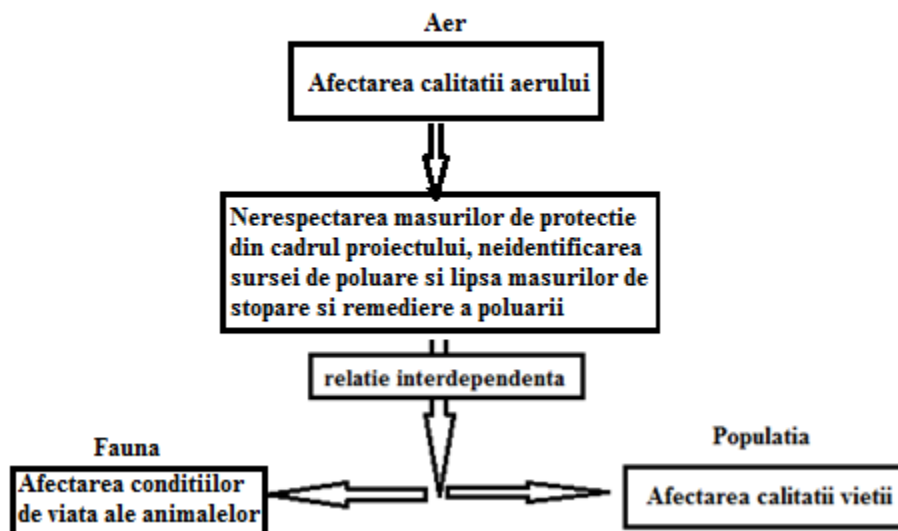 Aer
Afectarea calitatii aerului
Nerespectarea masurilor de protectie
din cadrul proiectului, neidentificarea
sursei de poluare si lipsa masurilor de
stopare si remediere a poluarii
relatie interdependenta
Fauna
Afectarea conditiilor
de viata ale animalelor
Populatia
Afectarea calitatii vietii